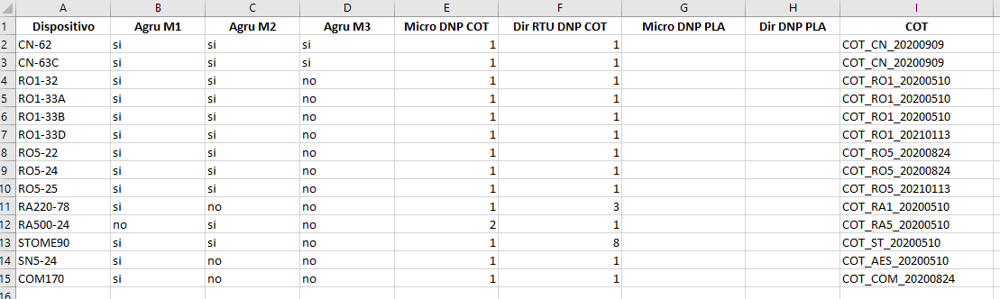 A B C D E F G H I
1 Dispositivo Agru M1 Agru M2 Agru M3 Micro DNP COT Dir RTU DNP COT Micro DNP PLA Dir DNP PLA COT
2 CN-62 si si si 1 1 COT_CN_20200909
3 CN-63C si si si 1 1 COT_CN_20200909
4 RO1-32 si si no 1 1 COT_RO1_20200510
5 RO1-33A si si no 1 1 COT_RO1_20200510
6 RO1-33B si si no 1 1 COT_RO1_20200510
7 RO1-33D si si no 1 1 COT_RO1_20210113
8 RO5-22 si si no 1 1 COT_RO5_20200824
9 RO5-24 si si no 1 1 COT_RO5_20200824
10 RO5-25 si si no 1 1 COT_RO5_20210113
11 RA220-78 si no no 1 3 COT_RA1_20200510
12 RA500-24 no si no 2 1 COT_RA5_20200510
13 STOME90 si si no 1 8 COT_ST_20200510
14 SN5-24 si no no 1 1 COT_AES_20200510
15 COM170 si no no 1 1 COT_COM_20200824
16